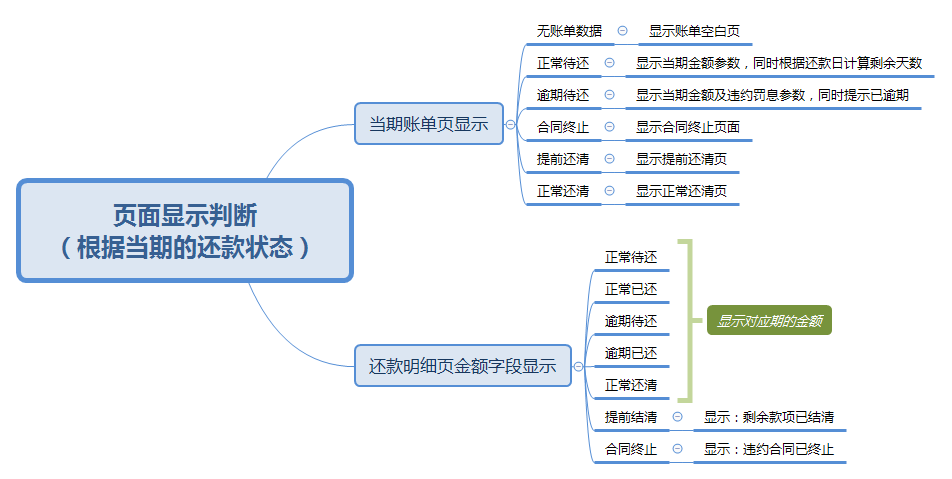 页面显示判断
（根据当期的还款状态）
当期账单页显示
无账单数据
显示账单空白页
正常待还
显示当期金额参数，同时根据还款日计算剩余天数
逾期待还
显示当期金额及违约罚息参数，同时提示已逾期
合同终止
显示合同终止页面
提前还清
显示提前还清页
正常还清
显示正常还清页
还款明细页金额字段显示
正常待还
正常已还
逾期待还
逾期已还
正常还清
显示对应期的金额
提前结清
显示：剩余款项已结清
合同终止
显示：违约合同已终止